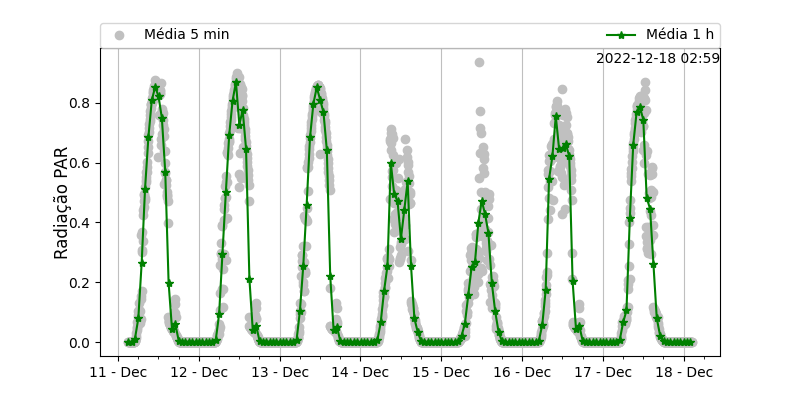 Média 5 min
Média 1 h
2022-12-18 02:59
Radiação PAR
0.8
0.6
0.4
0.2
0.0
11 - Dec
12 - Dec
13 - Dec
14 - Dec
15 - Dec
16 - Dec
17 - Dec
18 - Dec